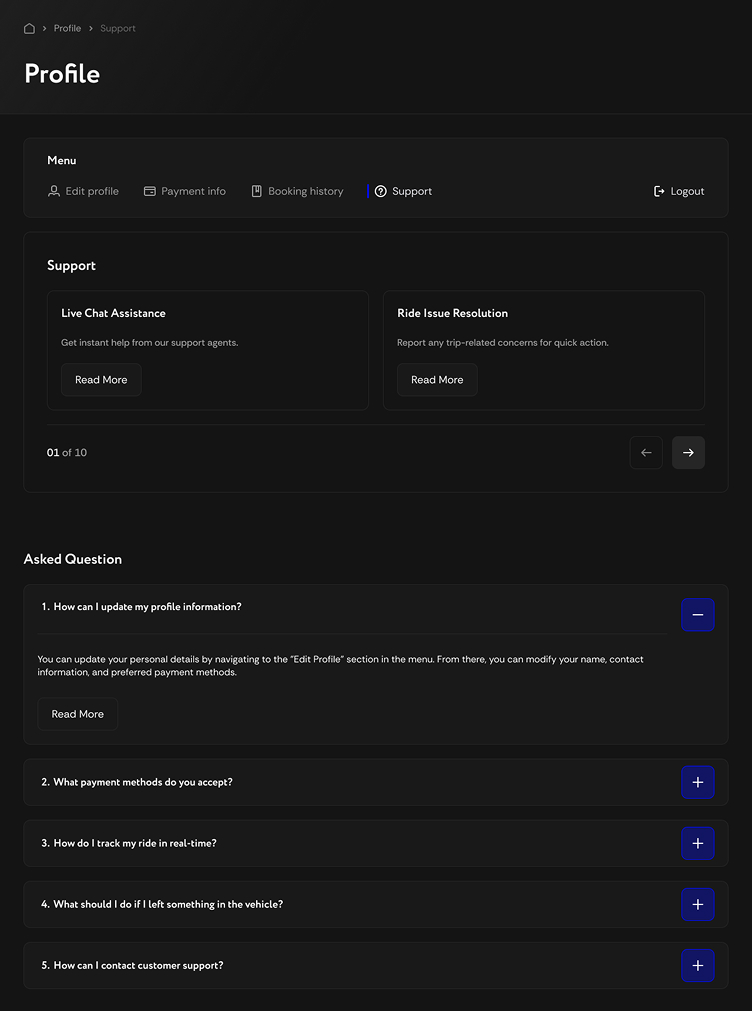 Profile Support
Profile
Menu
Edit profile Payment info Booking history Support Logout
Support
Live Chat Assistance
Get instant help from our support agents.
Read More
Ride Issue Resolution
Report any trip-related concerns for quick action.
Read More
01 of 10
Asked Question
1. How can I update my profile information?
You can update your personal details by navigating to the "Edit Profile" section in the menu. From there, you can modify your name, contact
information, and preferred payment methods.
Read More
2. What payment methods do you accept?
3. How do I track my ride in real-time?
4. What should I do if I left something in the vehicle?
5. How can I contact customer support?